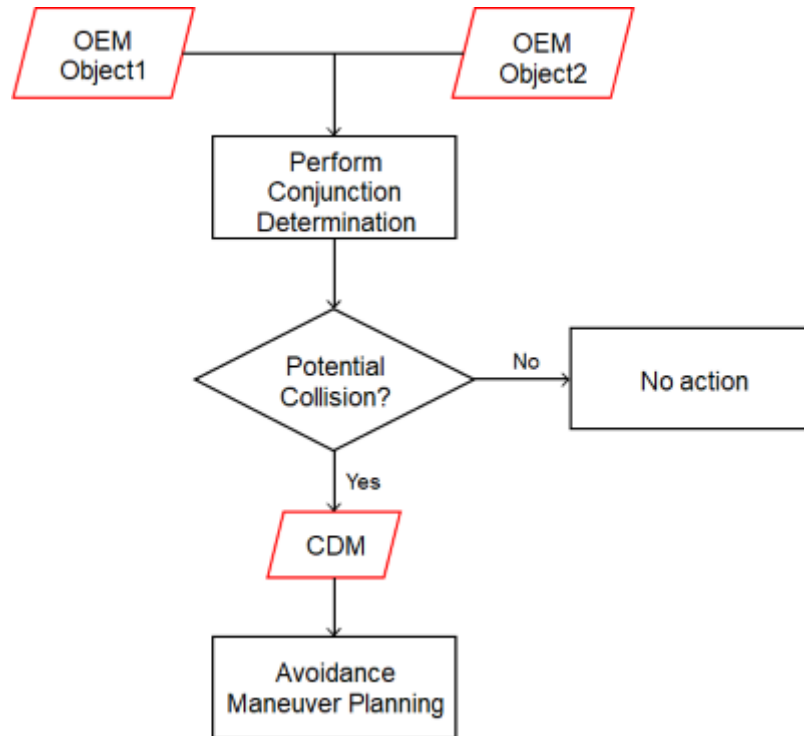 OEM
Object1
OEM
Object2
Perform
Conjunction
Determination
Potential
Collision?
No
No action
Yes
CDM
Avoidance
Maneuver Planning